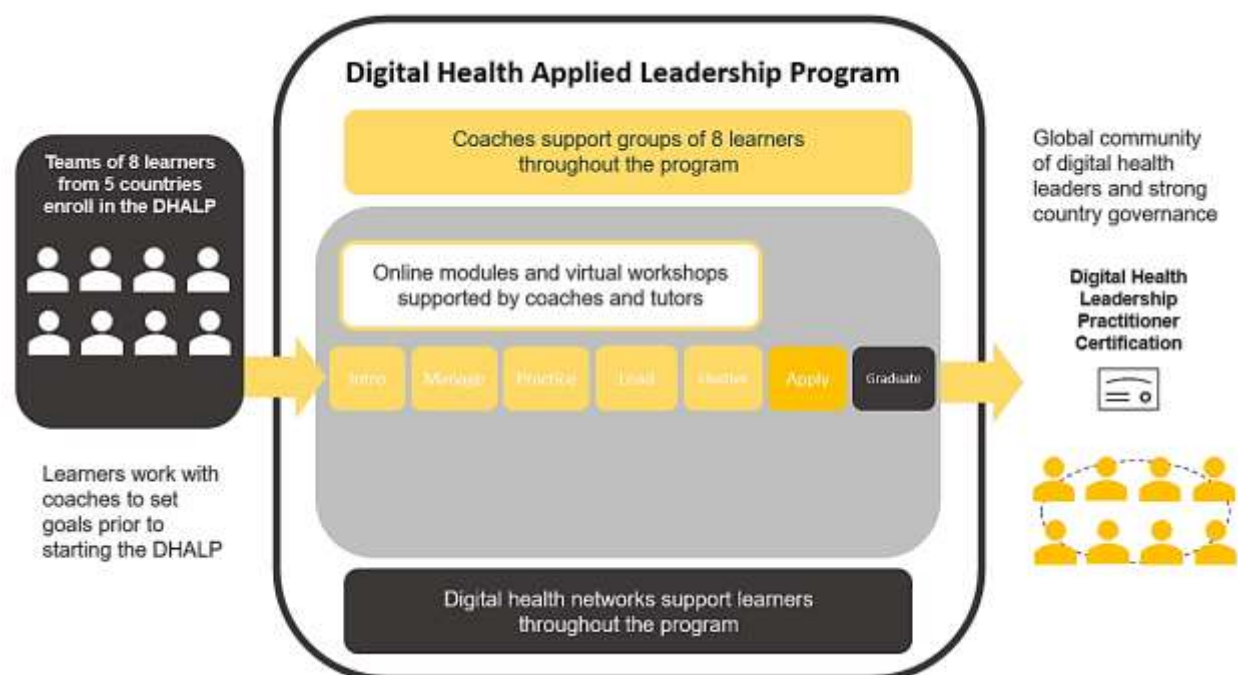 Digital Health Applied Leadership Program
Teams of 8 learners
from 5 countries
enroll in the DHALP
Learners work with
coaches to set
goals prior to
starting the DHALP
Coaches support groups of 8 learners
throughout the program
Online modules and virtual workshops
supported by coaches and tutors
Intro
Manage
Practice
Lead
Apply
Graduate
Digital health networks support learners
throughout the program
Global community
of digital health
leaders and strong
country governance
Digital Health
Leadership
Practitioner
Certification